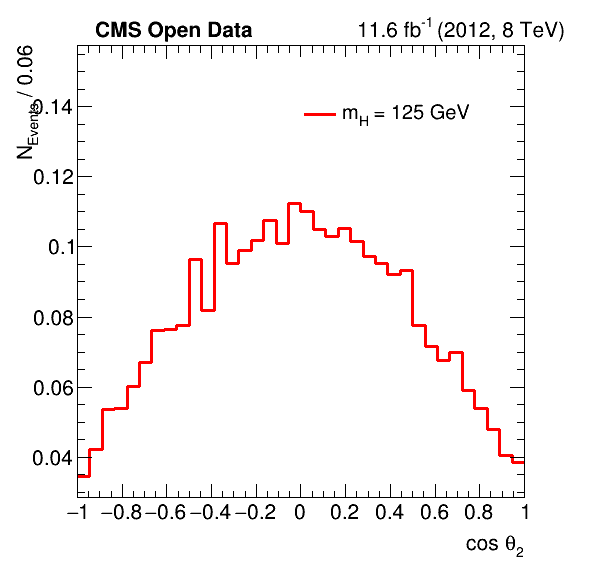 CMS Open Data 11.6 fb⁻¹ (2012, 8 TeV)
N_Events / 0.06
m_H = 125 GeV
0.14
0.12
0.1
0.08
0.06
0.04
−1 −0.8 −0.6 −0.4 −0.2 0 0.2 0.4 0.6 0.8 1
cos θ₂